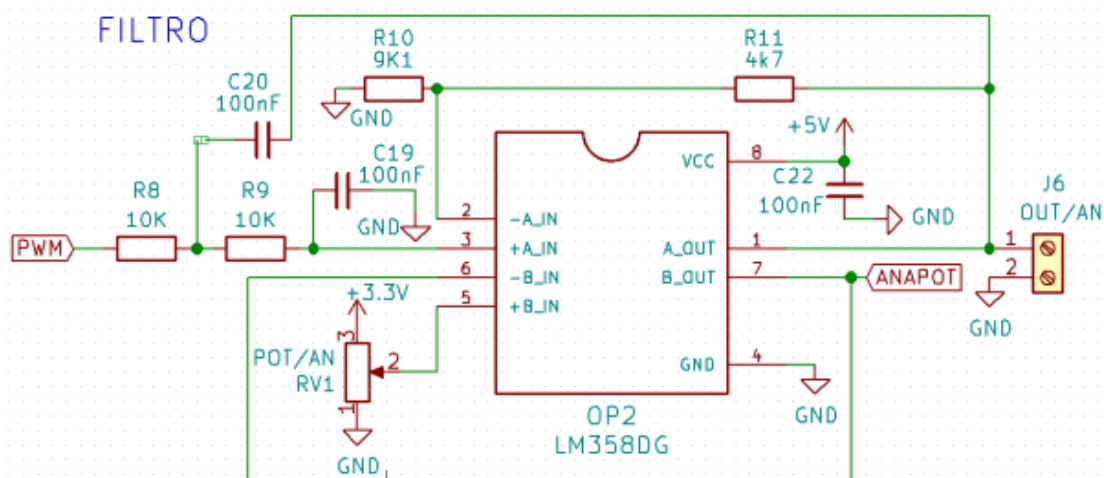 FILTRO
R10
9K1
R11
4k7
C20
100nF
GND
+5V
C19
100nF
VCC
8
C22
100nF
J6
OUT/AN
R8
10K
R9
10K
GND
2
-A_IN
GND
PWM
3
+A_IN
A_OUT
1
1
6
-B_IN
B_OUT
7
ANAPOT
2
+3.3V
5
+B_IN
GND
3
POT/AN
RV1
2
GND
4
1
GND
OP2
LM358DG
GND